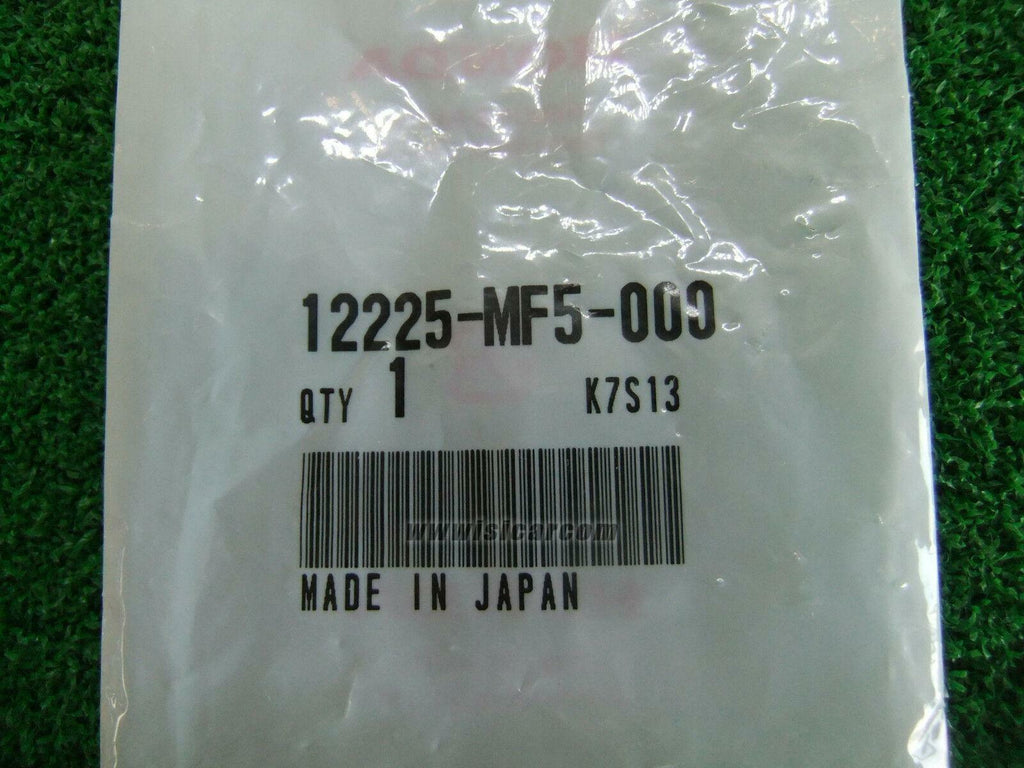 12225-MF5-000
QTY 1 K7S13
www.isicar.com
MADE IN JAPAN